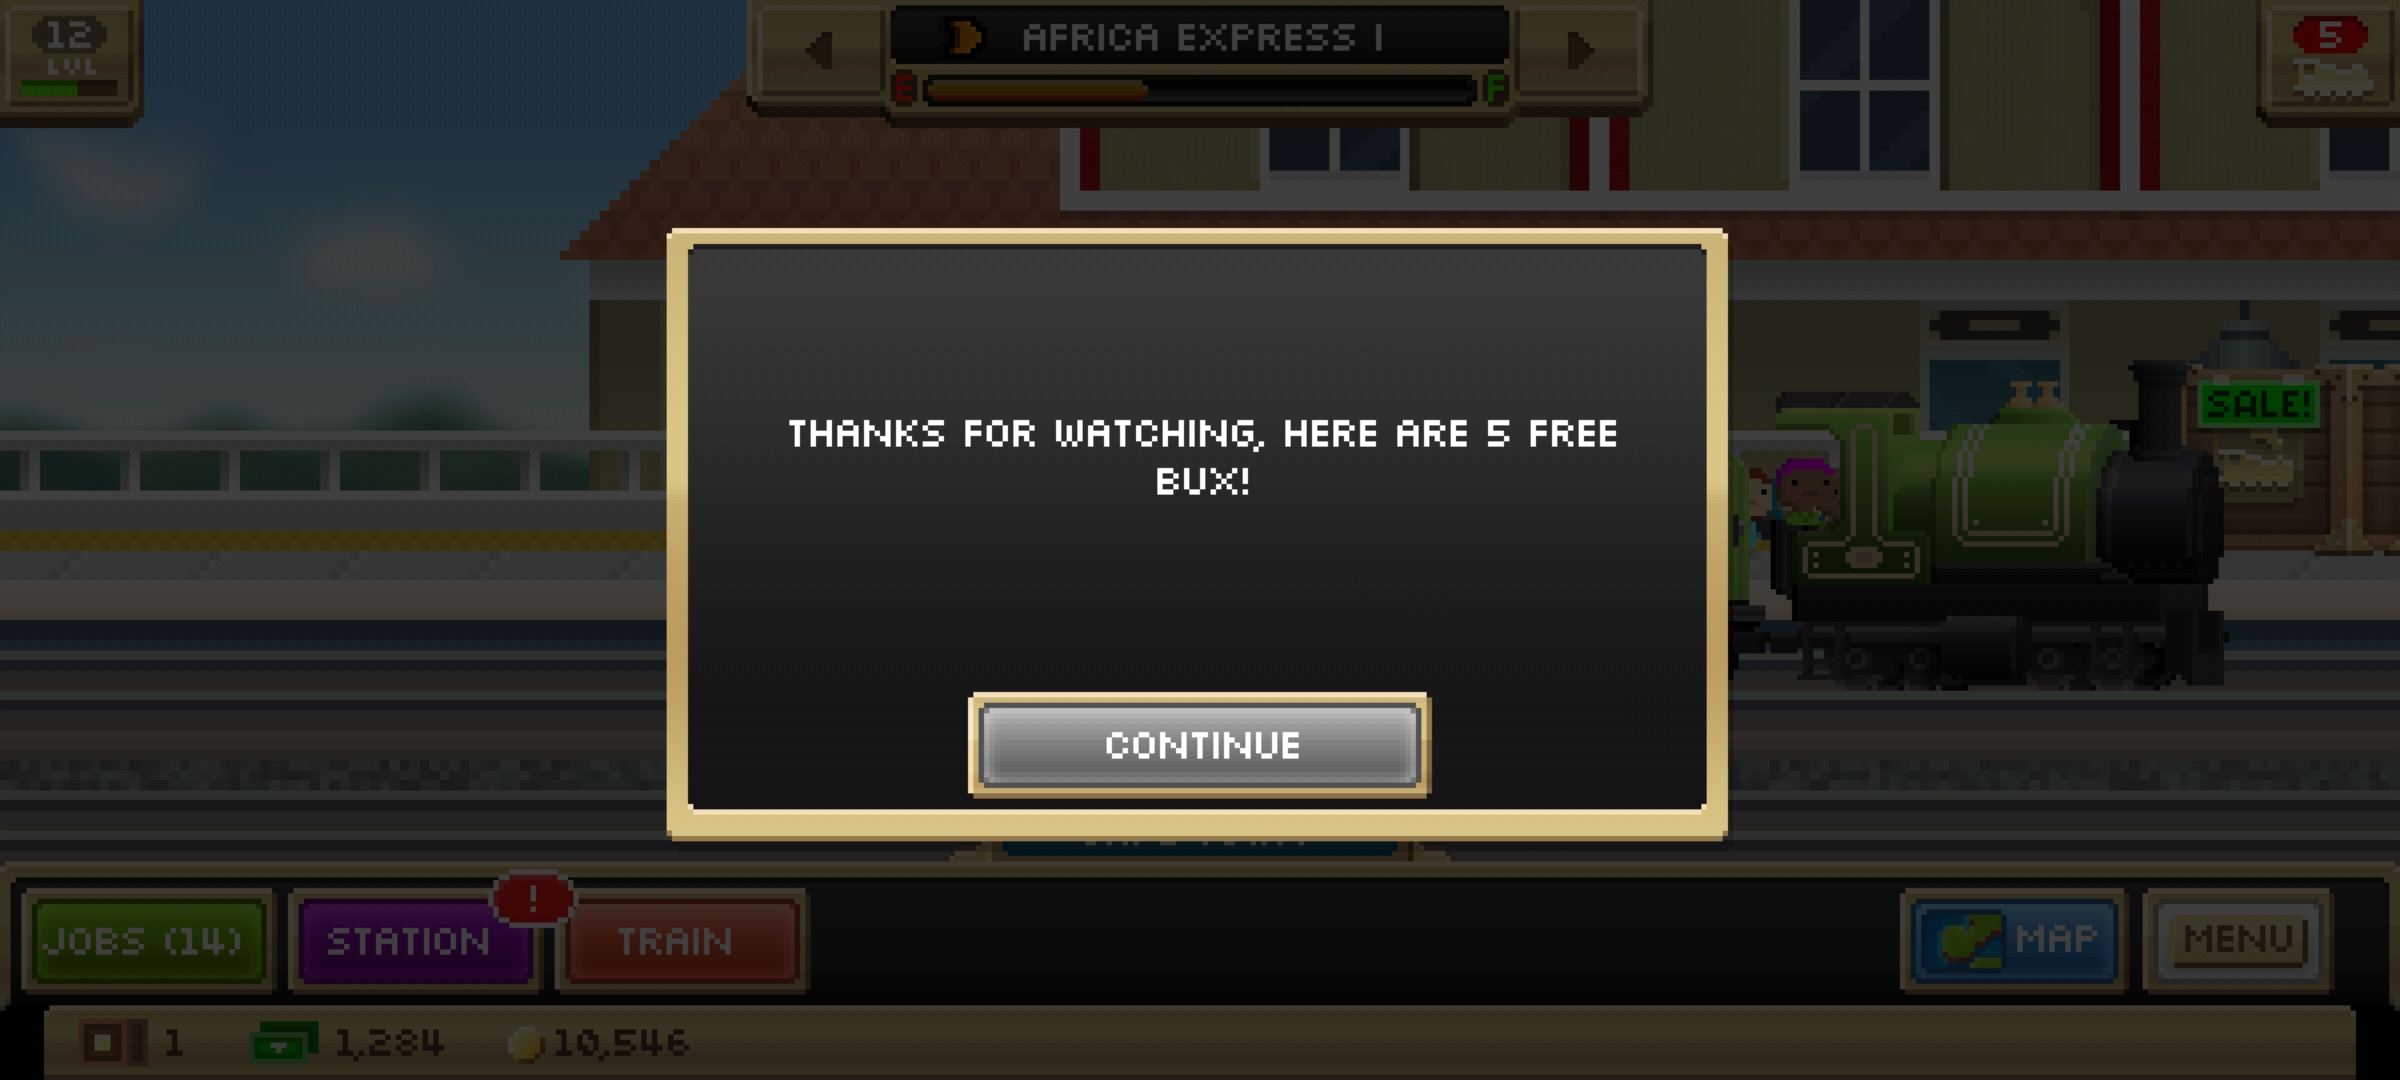 12
LVL
AFRICA EXPRESS 1
E
F
5
SALE!
THANKS FOR WATCHING, HERE ARE 5 FREE
BUX!
CONTINUE
JOBS (14)
STATION
!
TRAIN
MAP
MENU
1
1,284
10,546